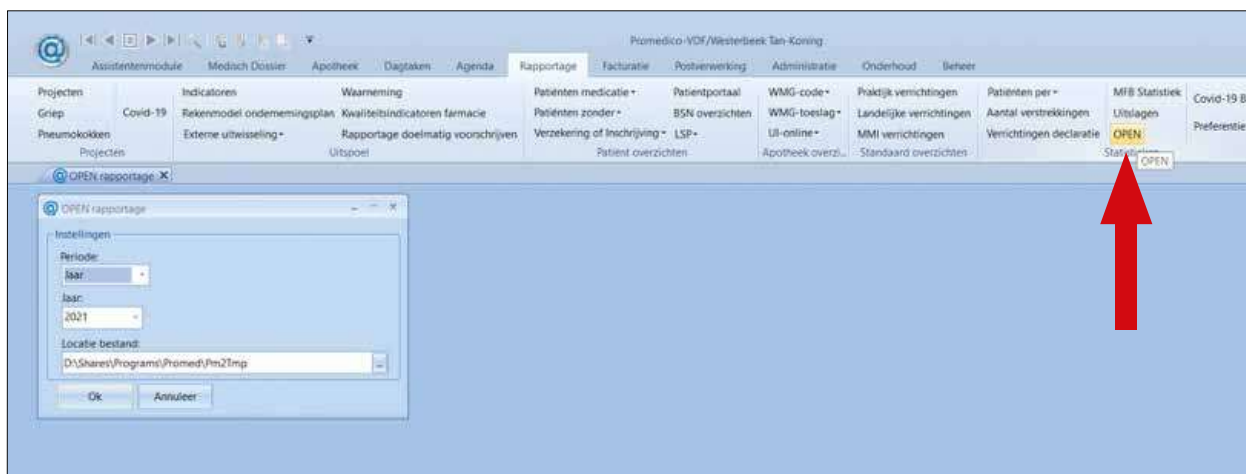 Promedico-VDF/Westerbeek Tan-Koning
Assistentenmodule Medisch Dossier Apotheek Dagtaken Agenda Rapportage Facturatie Postverwerking Administratie Onderhoud Beheer
Projecten Indicatoren Waarneming Patiënten medicatie Patientportaal WMG-code Praktijk verrichtingen Patiënten per MFB Statistiek
Griep Covid-19 Rekenmodel ondernemingsplan Kwaliteitsindicatoren farmacie Patiënten zonder BSN overzichten WMG-toeslag Landelijke verrichtingen Aantal verstrekkingen Uitslagen Covid-19 B
Pneumokokken Externe uitwisseling Rapportage doelmatig voorschrijven Verzekering of Inschrijving LSP UI-online MMI verrichtingen Verrichtingen declaratie OPEN Preferentie
Projecten Uitspoel Patiënt overzichten Apotheek overzi... Standaard overzichten
OPEN
OPEN rapportage
OPEN rapportage
Instellingen
Periode:
Jaar
Jaar:
2021
Locatie bestand:
D:\Shares\Programs\Promed\Pm2Tmp
Ok Annuleer